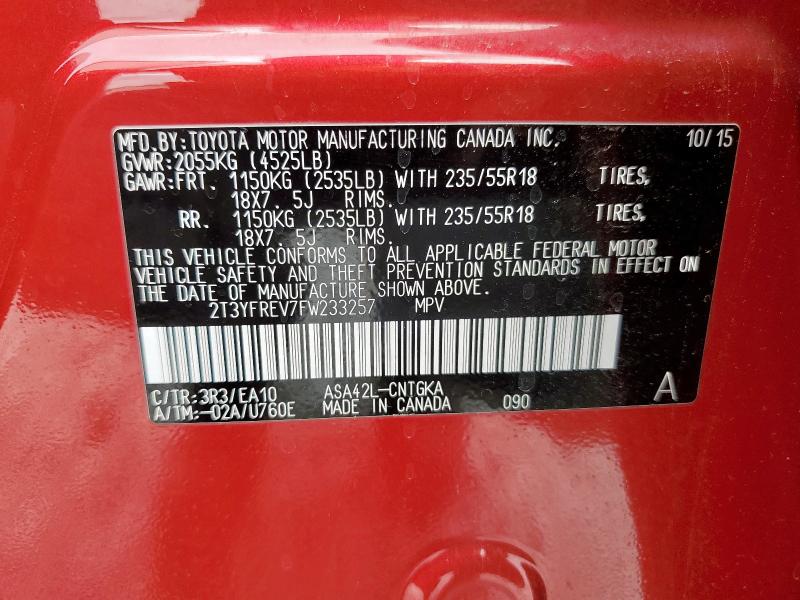 MFD.BY:TOYOTA MOTOR MANUFACTURING CANADA INC. 10/15
GVWR:2055KG (4525LB)
GAWR:FRT. 1150KG (2535LB) WITH 235/55R18 TIRES,
18X7. 5J RIMS.
RR. 1150KG (2535LB) WITH 235/55R18 TIRES,
18X7. 5J RIMS.
THIS VEHICLE CONFORMS TO ALL APPLICABLE FEDERAL MOTOR
VEHICLE SAFETY AND THEFT PREVENTION STANDARDS IN EFFECT ON
THE DATE OF MANUFACTURE SHOWN ABOVE.
2T3YFREV7FW233257 MPV
C/TR:3R3/EA10 ASA42L-CNTGKA A
A/TM:-02A/U760E MADE IN CANADA 090